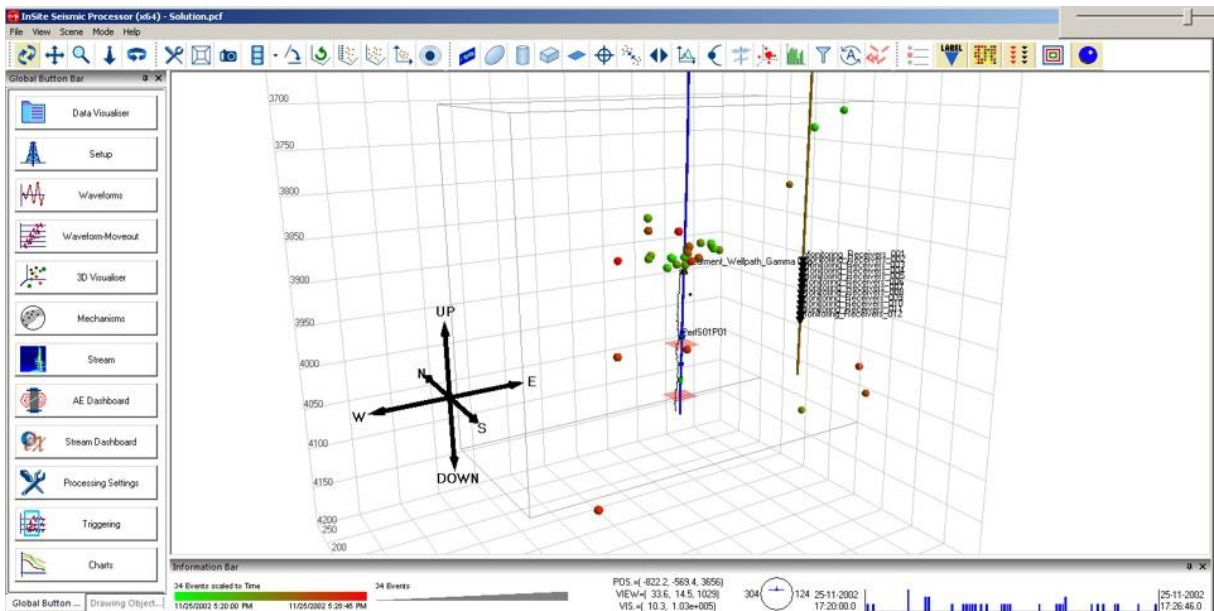 InSite Seismic Processor (x64) - Solution.pcf
File View Scene Mode Help
LABEL
Global Button Bar
Data Visualiser
Setup
Waveforms
Waveform-Moveout
3D Visualiser
Mechanisms
Stream
AE Dashboard
Stream Dashboard
Processing Settings
Triggering
Charts
Global Button ... Drawing Object...
3700
3750
3800
3850
3900
3950
4000
4050
4100
4150
4200
250
200
UP
N
E
W
S
DOWN
Wellpath_Gamma
PerfS01P01
Monitoring_Receivers_001
Monitoring_Receivers_012
Information Bar
34 Events scaled to Time
11/25/2002 5:20:00 PM 11/25/2002 5:25:46 PM
34 Events
POS.=( -822.2, -569.4, 3656)
VIEW=( 33.6, 14.5, 1029)
VIS.=( 10.3, 1.03e+005)
304 124
25-11-2002
17:20:00.0
25-11-2002
17:26:46.0